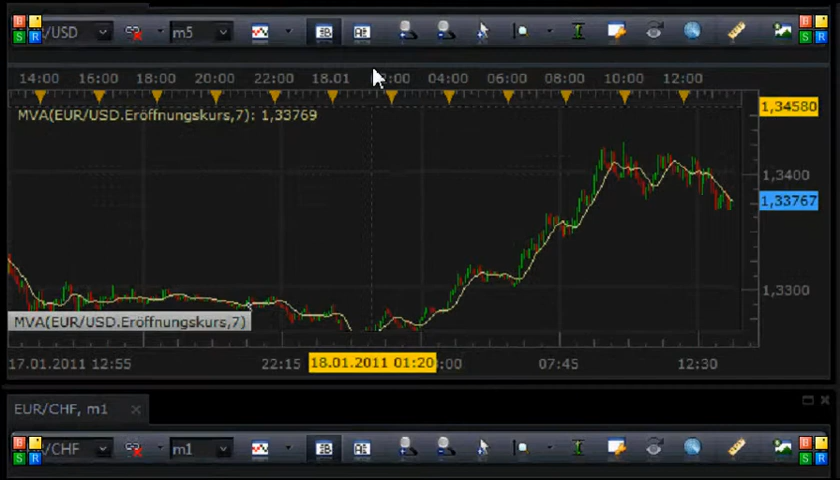 B S R /USD m5
14:00 16:00 18:00 20:00 22:00 18.01 :00 04:00 06:00 08:00 10:00 12:00
MVA(EUR/USD.Eröffnungskurs,7): 1,33769
1,34580
1,3400
1,33767
1,3300
MVA(EUR/USD.Eröffnungskurs,7)
17.01.2011 12:55 22:15 18.01.2011 01:20 :00 07:45 12:30
EUR/CHF, m1
B S R /CHF m1 B S R